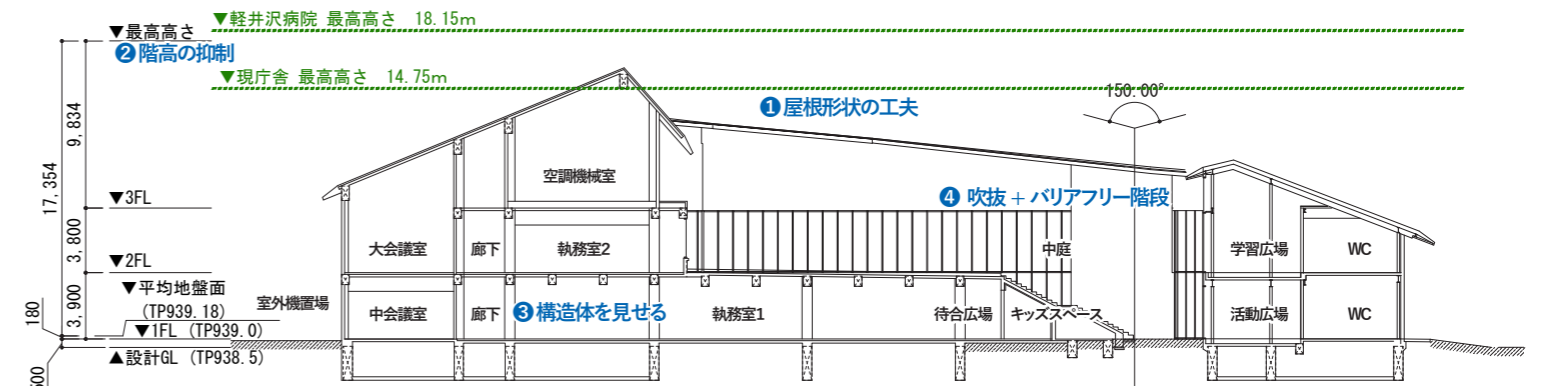 ▼軽井沢病院 最高高さ 18.15m
▼最高高さ
❷階高の抑制
▼現庁舎 最高高さ 14.75m
150.00°
❶屋根形状の工夫
9,834
17,354
空調機械室
▼3FL
❹ 吹抜 + バリアフリー階段
3,800
大会議室
廊下
執務室2
中庭
学習広場
WC
▼2FL
▼平均地盤面
(TP939.18)
室外機置場
3,900
180
中会議室
廊下
❸構造体を見せる
執務室1
待合広場
キッズスペース
活動広場
WC
▼1FL (TP939.0)
▲設計GL (TP938.5)